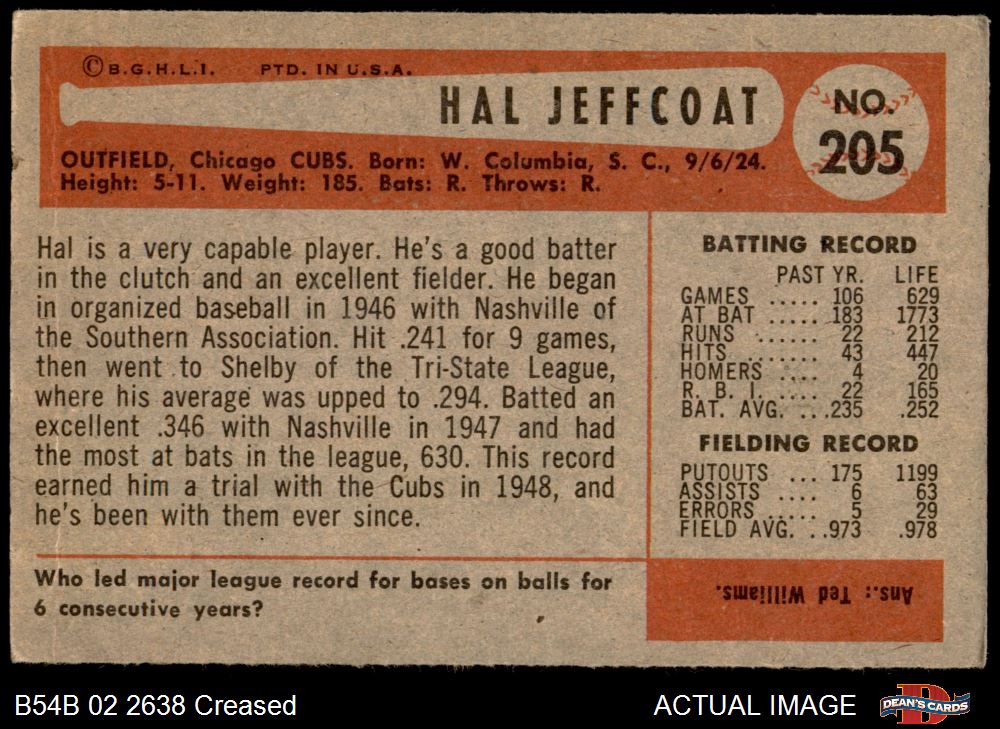 ©B.G.H.L.I. PTD. IN U.S.A.
HAL JEFFCOAT
NO.
205
OUTFIELD, Chicago CUBS. Born: W. Columbia, S. C., 9/6/24.
Height: 5-11. Weight: 185. Bats: R. Throws: R.
Hal is a very capable player. He's a good batter
in the clutch and an excellent fielder. He began
in organized baseball in 1946 with Nashville of
the Southern Association. Hit .241 for 9 games,
then went to Shelby of the Tri-State League,
where his average was upped to .294. Batted an
excellent .346 with Nashville in 1947 and had
the most at bats in the league, 630. This record
earned him a trial with the Cubs in 1948, and
he's been with them ever since.
BATTING RECORD
PAST YR. LIFE
GAMES ..... 106 629
AT BAT ..... 183 1773
RUNS ...... 22 212
HITS ....... 43 447
HOMERS .... 4 20
R. B. I. .... 22 165
BAT. AVG. ... .235 .252
FIELDING RECORD
PUTOUTS ... 175 1199
ASSISTS .... 6 63
ERRORS ..... 5 29
FIELD AVG. . .973 .978
Who led major league record for bases on balls for
6 consecutive years?
Ans.: Ted Williams.
B54B 02 2638 Creased
ACTUAL IMAGE
D
DEAN'S CARDS